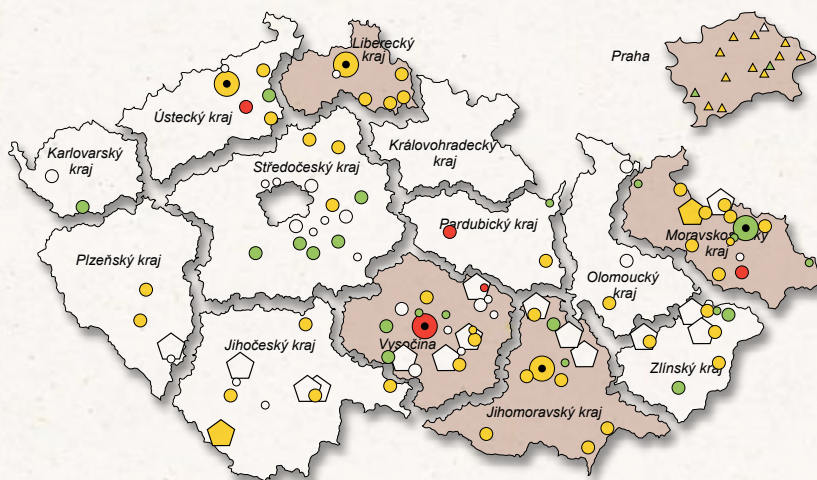 Liberecký
kraj
Praha
Ústecký kraj
Karlovarský
kraj
Středočeský kraj
Královohradecký
kraj
Pardubický kraj
Moravskoslezský
kraj
Plzeňský kraj
Olomoucký
kraj
Jihočeský kraj
Vysočina
Zlínský kraj
Jihomoravský kraj